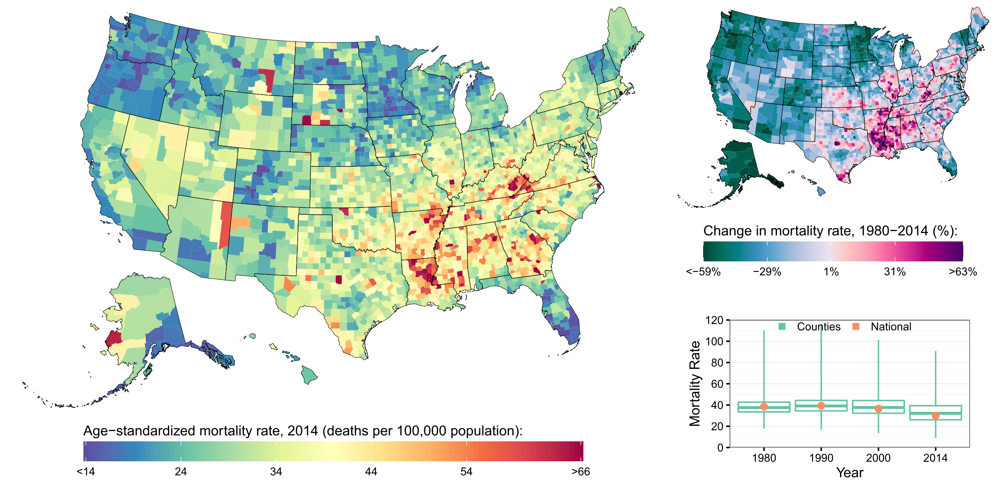 Age−standardized mortality rate, 2014 (deaths per 100,000 population):
<14 24 34 44 54 >66
Change in mortality rate, 1980−2014 (%):
<−59% −29% 1% 31% >63%
Counties National
Mortality Rate
120
100
80
60
40
20
0
1980 1990 2000 2014
Year